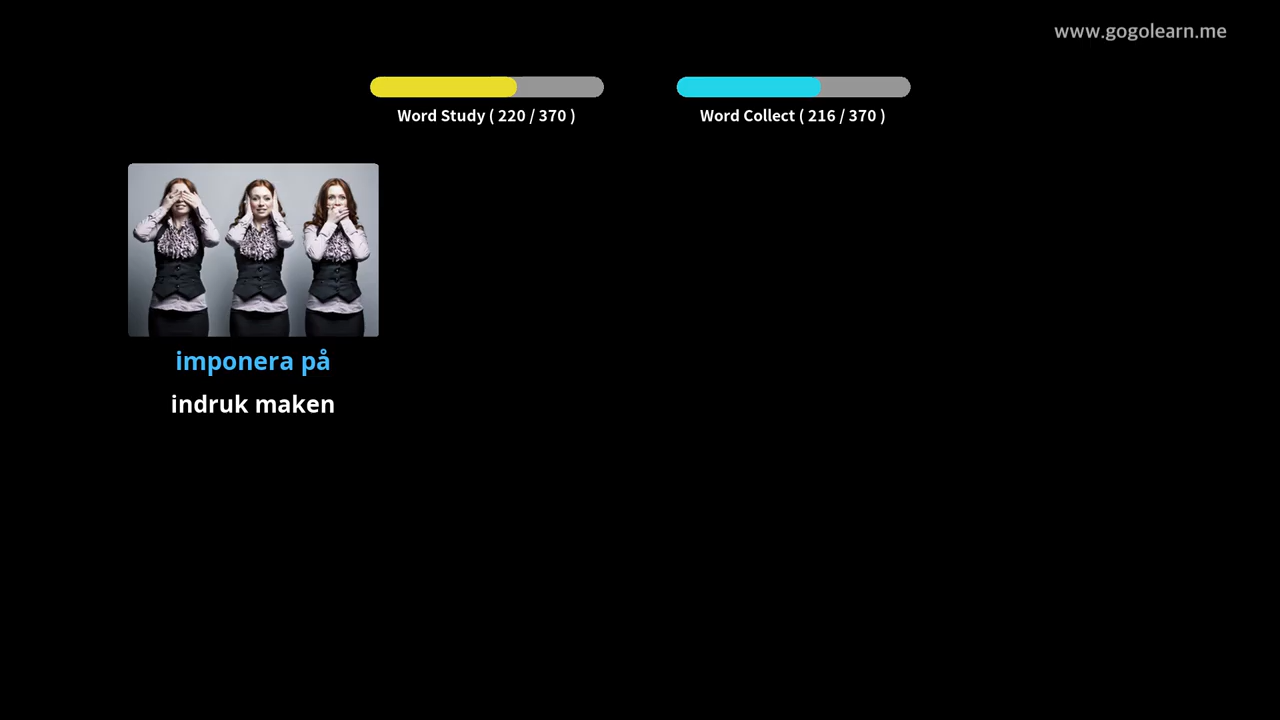 www.gogolearn.me
Word Study ( 220 / 370 )
Word Collect ( 216 / 370 )
imponera på
indruk maken